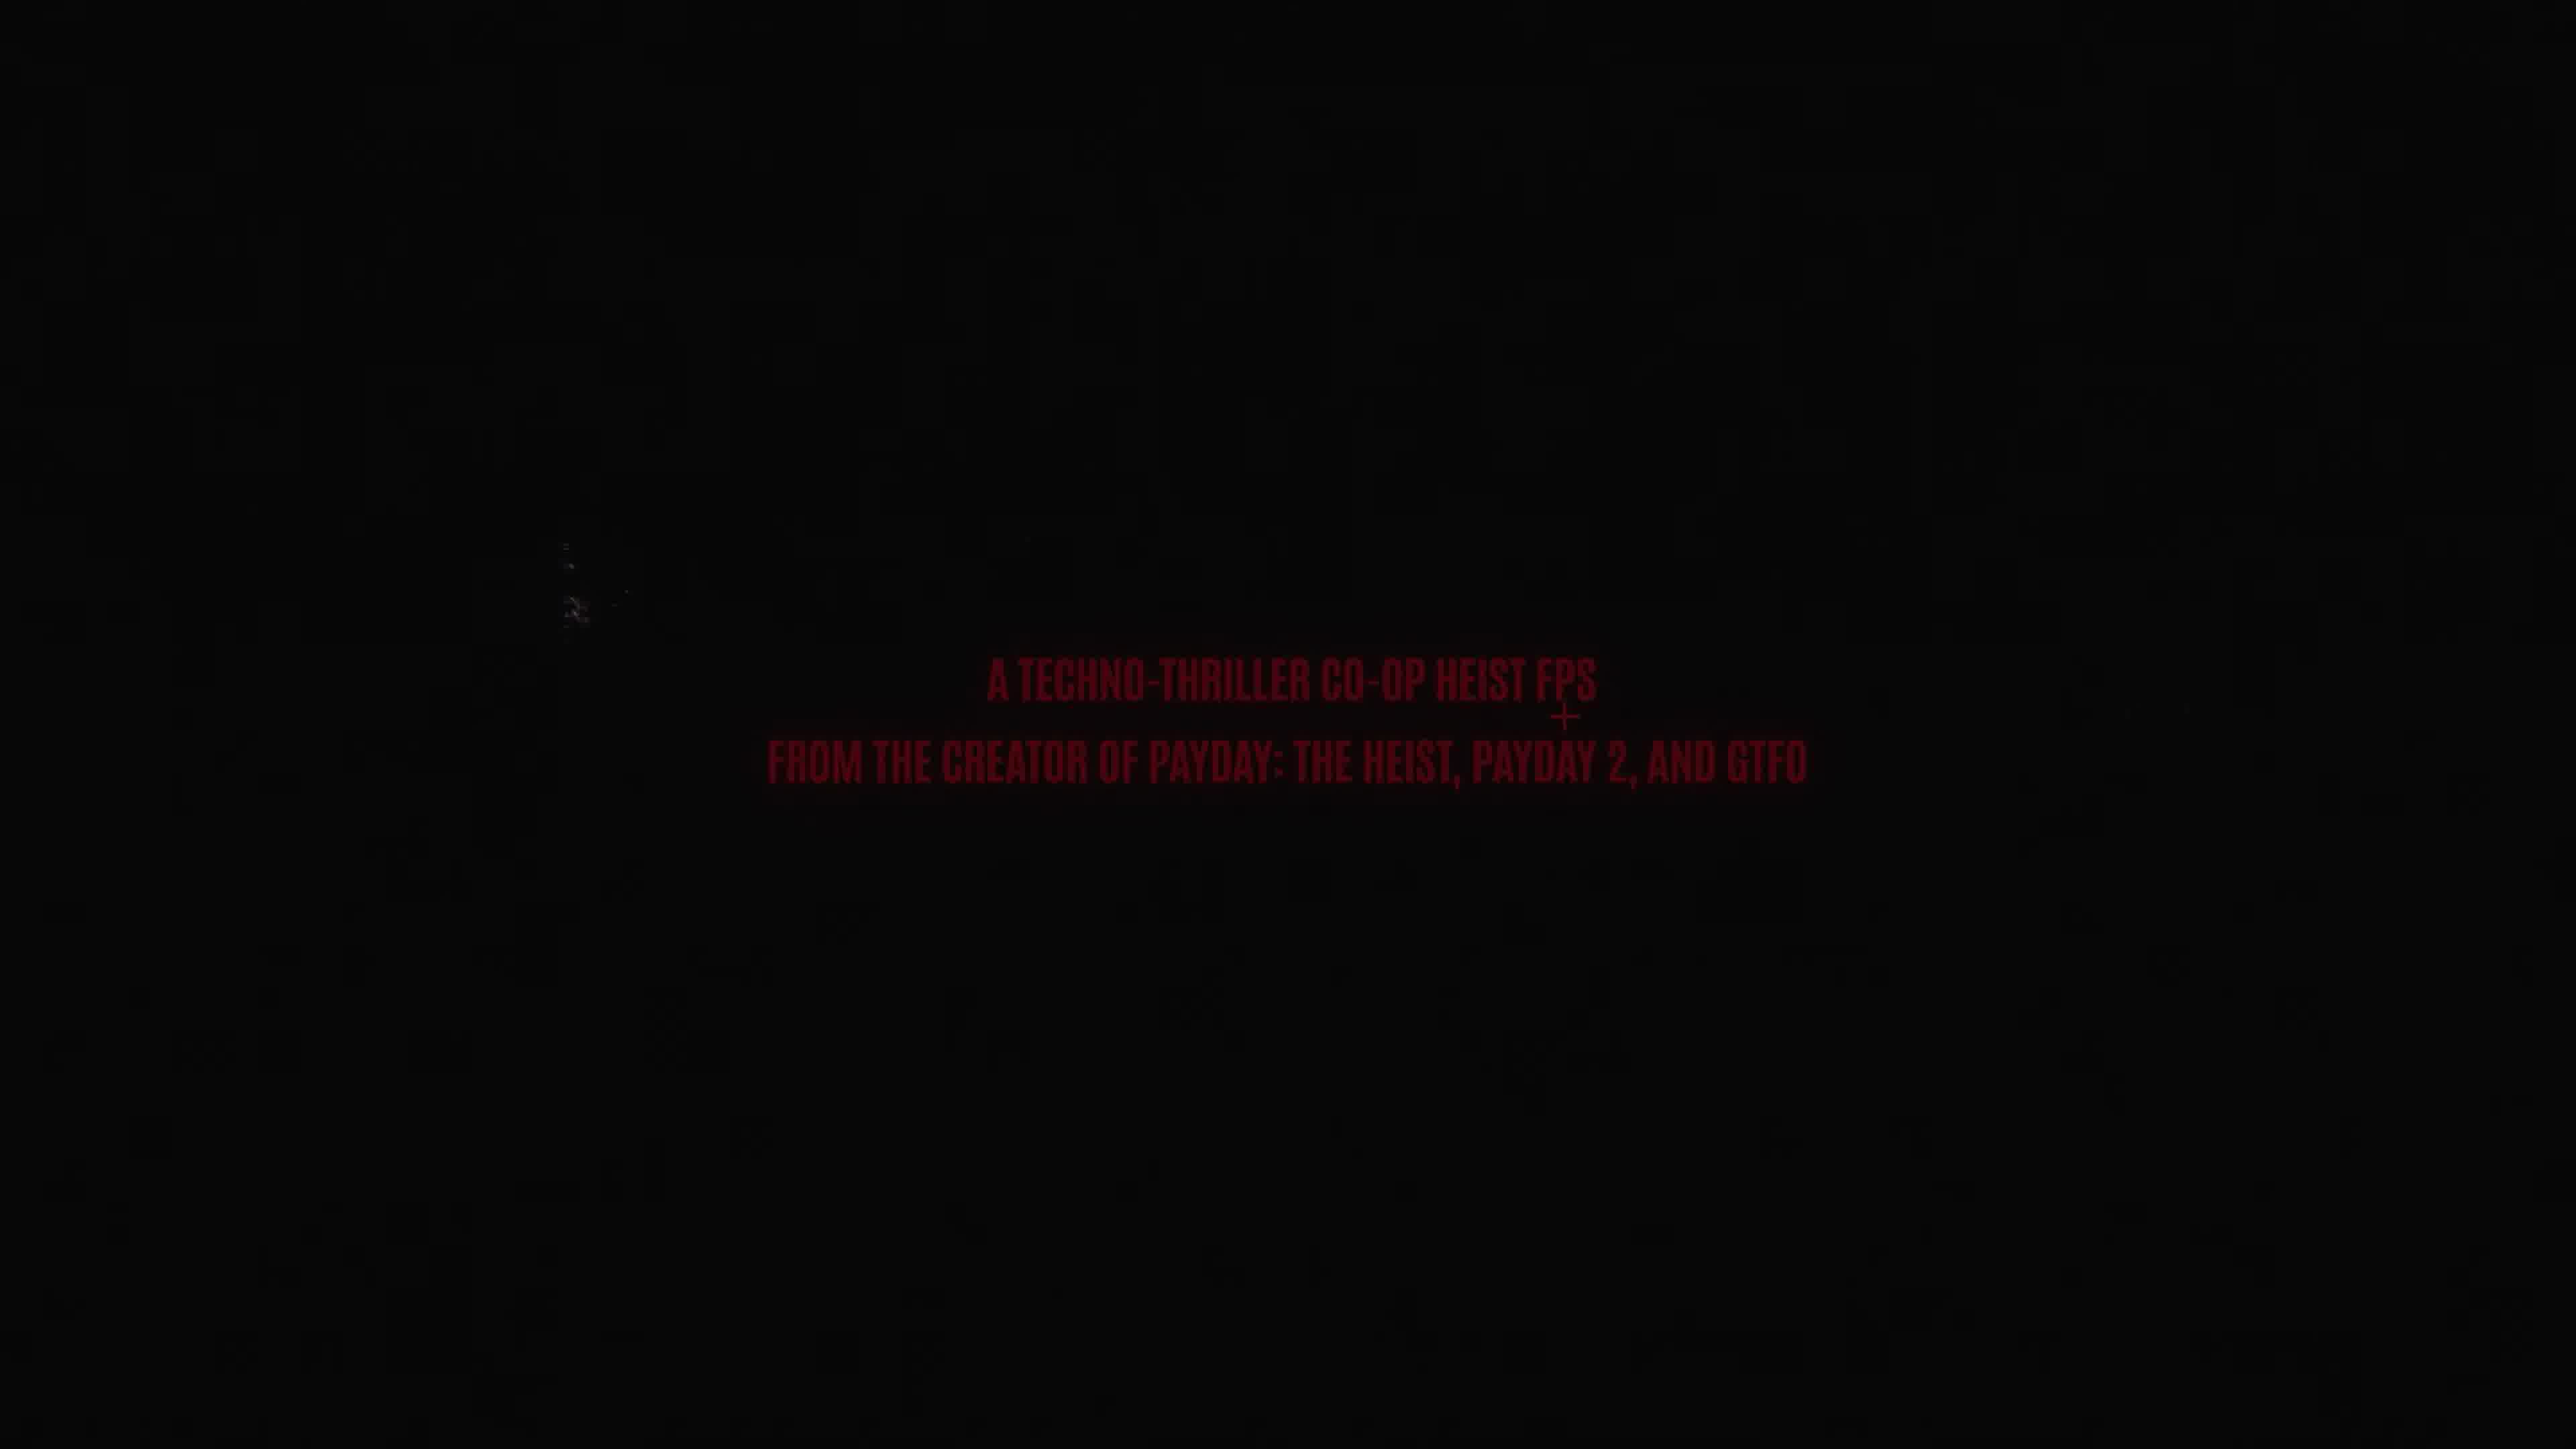 A TECHNO-THRILLER CO-OP HEIST FPS
FROM THE CREATOR OF PAYDAY: THE HEIST, PAYDAY 2, AND GTFO